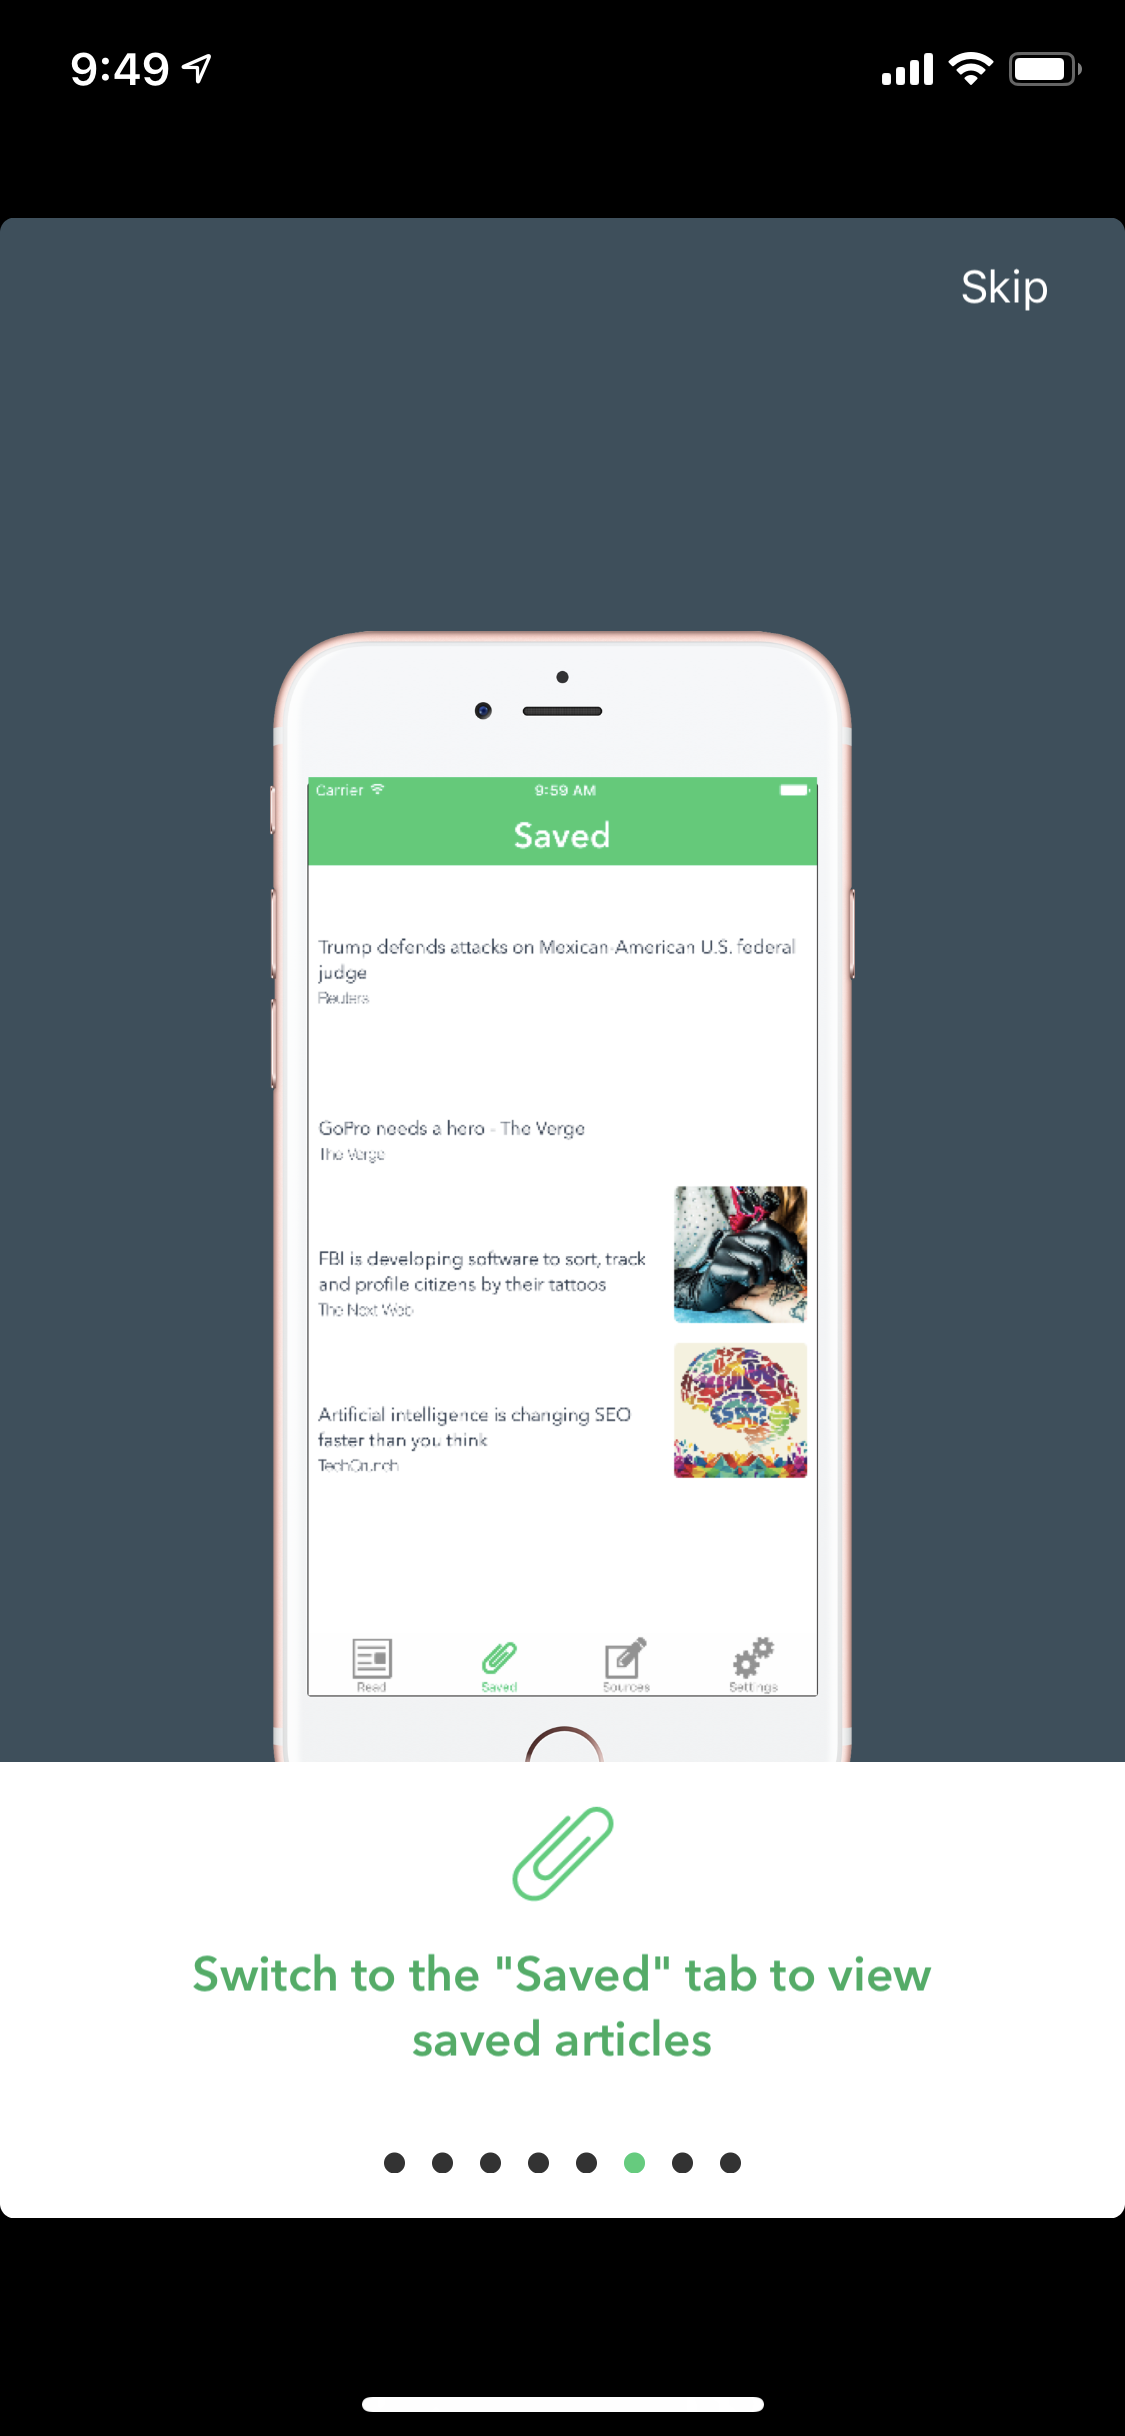 9:49
Skip
Carrier 9:59 AM
Saved
Trump defends attacks on Mexican-American U.S. federal
judge
Reuters
GoPro needs a hero - The Verge
The Verge
FBI is developing software to sort, track
and profile citizens by their tattoos
The Next Web
Artificial intelligence is changing SEO
faster than you think
TechCrunch
Read Saved Sources Settings
Switch to the "Saved" tab to view
saved articles